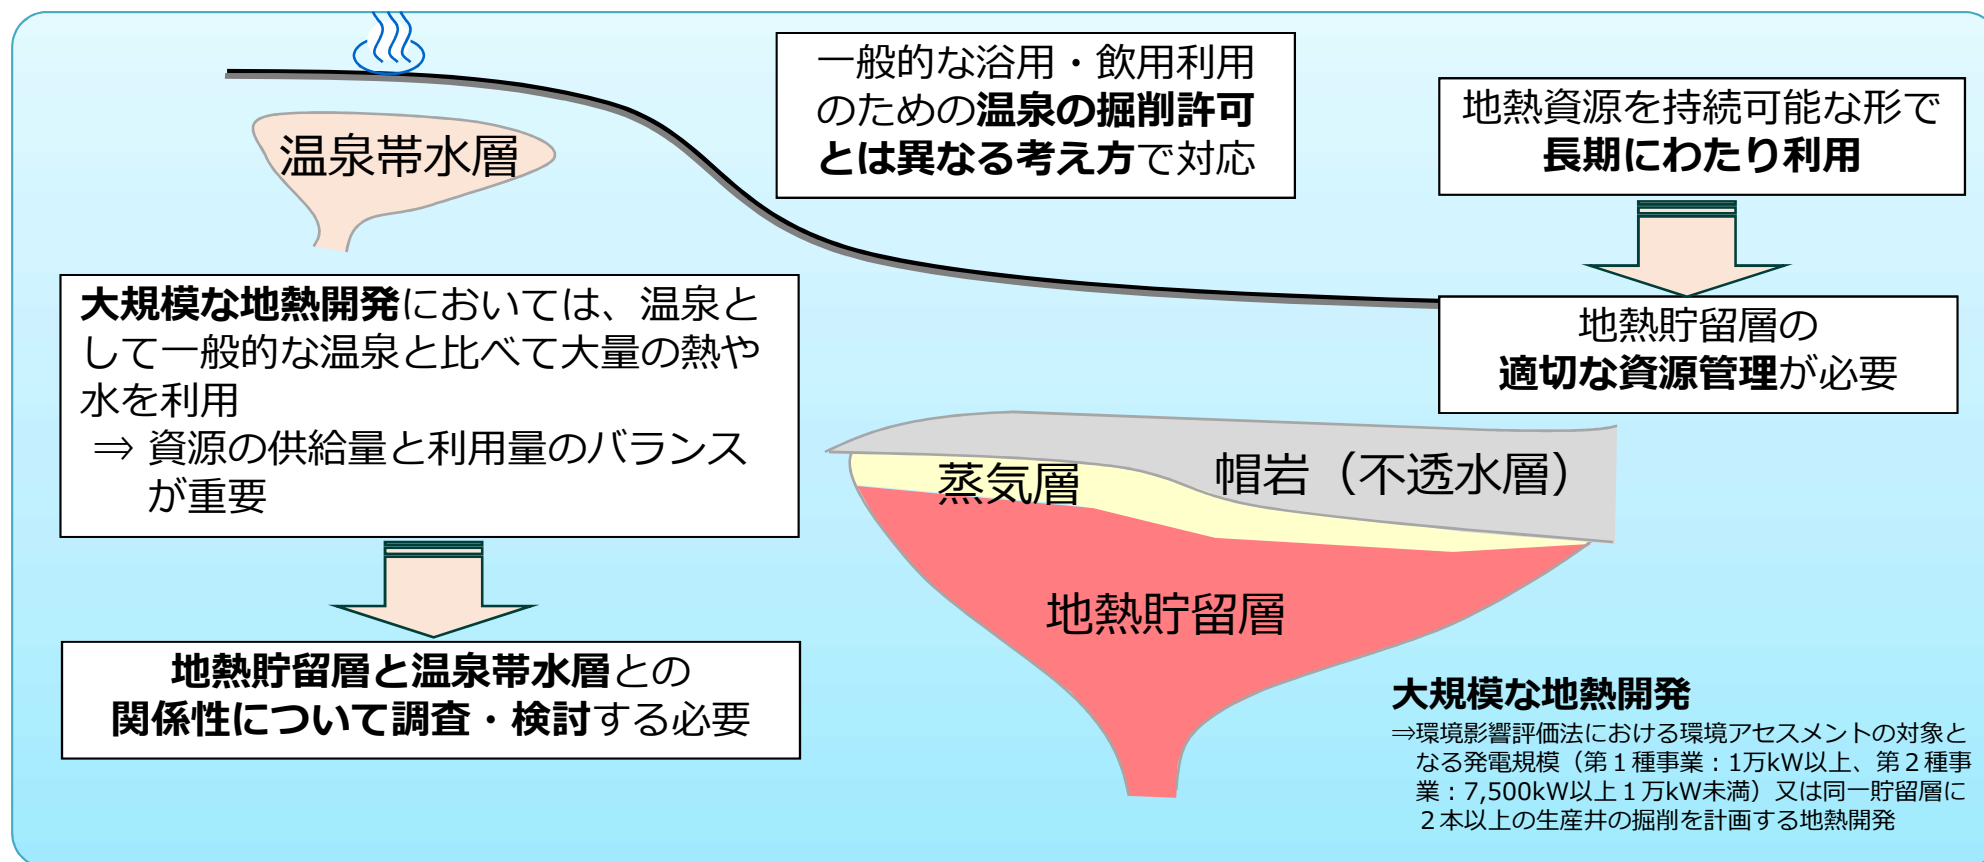 一般的な浴用・飲用利用
のための温泉の掘削許可
とは異なる考え方で対応
地熱資源を持続可能な形で
長期にわたり利用
温泉帯水層
大規模な地熱開発においては、温泉と
して一般的な温泉と比べて大量の熱や
水を利用
⇒ 資源の供給量と利用量のバランス
が重要
地熱貯留層の
適切な資源管理が必要
蒸気層
帽岩（不透水層）
地熱貯留層
地熱貯留層と温泉帯水層との
関係性について調査・検討する必要
大規模な地熱開発
⇒環境影響評価法における環境アセスメントの対象と
なる発電規模（第１種事業：1万kW以上、第２種事
業：7,500kW以上１万kW未満）又は同一貯留層に
２本以上の生産井の掘削を計画する地熱開発